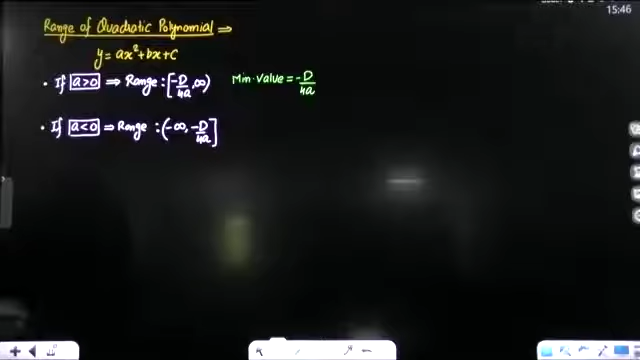 15:46
Range of Quadratic Polynomial ⇒
y = ax²+bx+c
• If a>0 ⇒ Range : [-D/4a, ∞) Min. Value = -D/4a
• If a<0 ⇒ Range : (-∞, -D/4a]